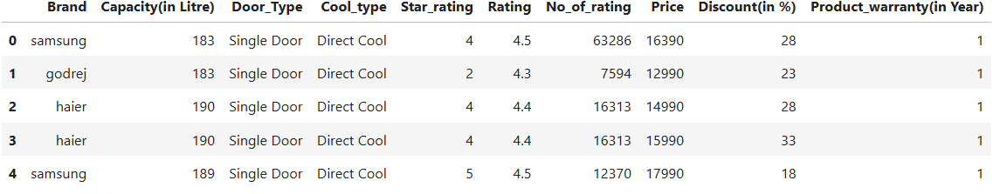 Brand Capacity(in Litre) Door_Type Cool_type Star_rating Rating No_of_rating Price Discount(in %) Product_warranty(in Year)
0 samsung 183 Single Door Direct Cool 4 4.5 63286 16390 28 1
1 godrej 183 Single Door Direct Cool 2 4.3 7594 12990 23 1
2 haier 190 Single Door Direct Cool 4 4.4 16313 14990 28 1
3 haier 190 Single Door Direct Cool 4 4.4 16313 15990 33 1
4 samsung 189 Single Door Direct Cool 5 4.5 12370 17990 18 1